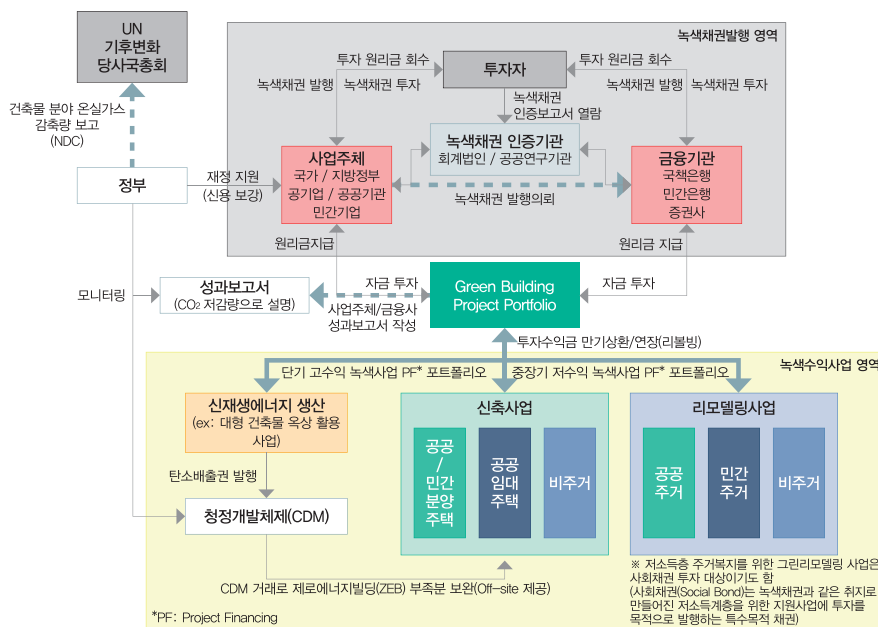 UN
기후변화
당사국총회
건축물 분야 온실가스
감축량 보고
(NDC)
정부
재정 지원
(신용 보강)
모니터링
녹색채권발행 영역
투자 원리금 회수
투자자
투자 원리금 회수
녹색채권 발행
녹색채권 투자
녹색채권
인증보고서 열람
녹색채권 발행
녹색채권 투자
사업주체
국가 / 지방정부
공기업 / 공공기관
민간기업
녹색채권 인증기관
회계법인 / 공공연구기관
금융기관
국책은행
민간은행
증권사
녹색채권 발행의뢰
원리금지급
원리금 지급
성과보고서
(CO₂ 저감량으로 설명)
자금 투자
사업주체/금융사
성과보고서 작성
Green Building
Project Portfolio
자금 투자
투자수익금 만기상환/연장(리볼빙)
녹색수익사업 영역
단기 고수익 녹색사업 PF* 포트폴리오
중장기 저수익 녹색사업 PF* 포트폴리오
신재생에너지 생산
(ex: 대형 건축물 옥상 활용
사업)
탄소배출권 발행
청정개발체제(CDM)
신축사업
공공
/
민간
분양
주택
공공
임대
주택
비주거
리모델링사업
공공
주거
민간
주거
비주거
CDM 거래로 제로에너지빌딩(ZEB) 부족분 보완(Off-site 제공)
※ 저소득층 주거복지를 위한 그린리모델링 사업은
사회채권 투자 대상이기도 함
(사회채권(Social Bond)는 녹색채권과 같은 취지로
만들어진 저소득계층을 위한 지원사업에 투자를
목적으로 발행하는 특수목적 채권)
*PF: Project Financing